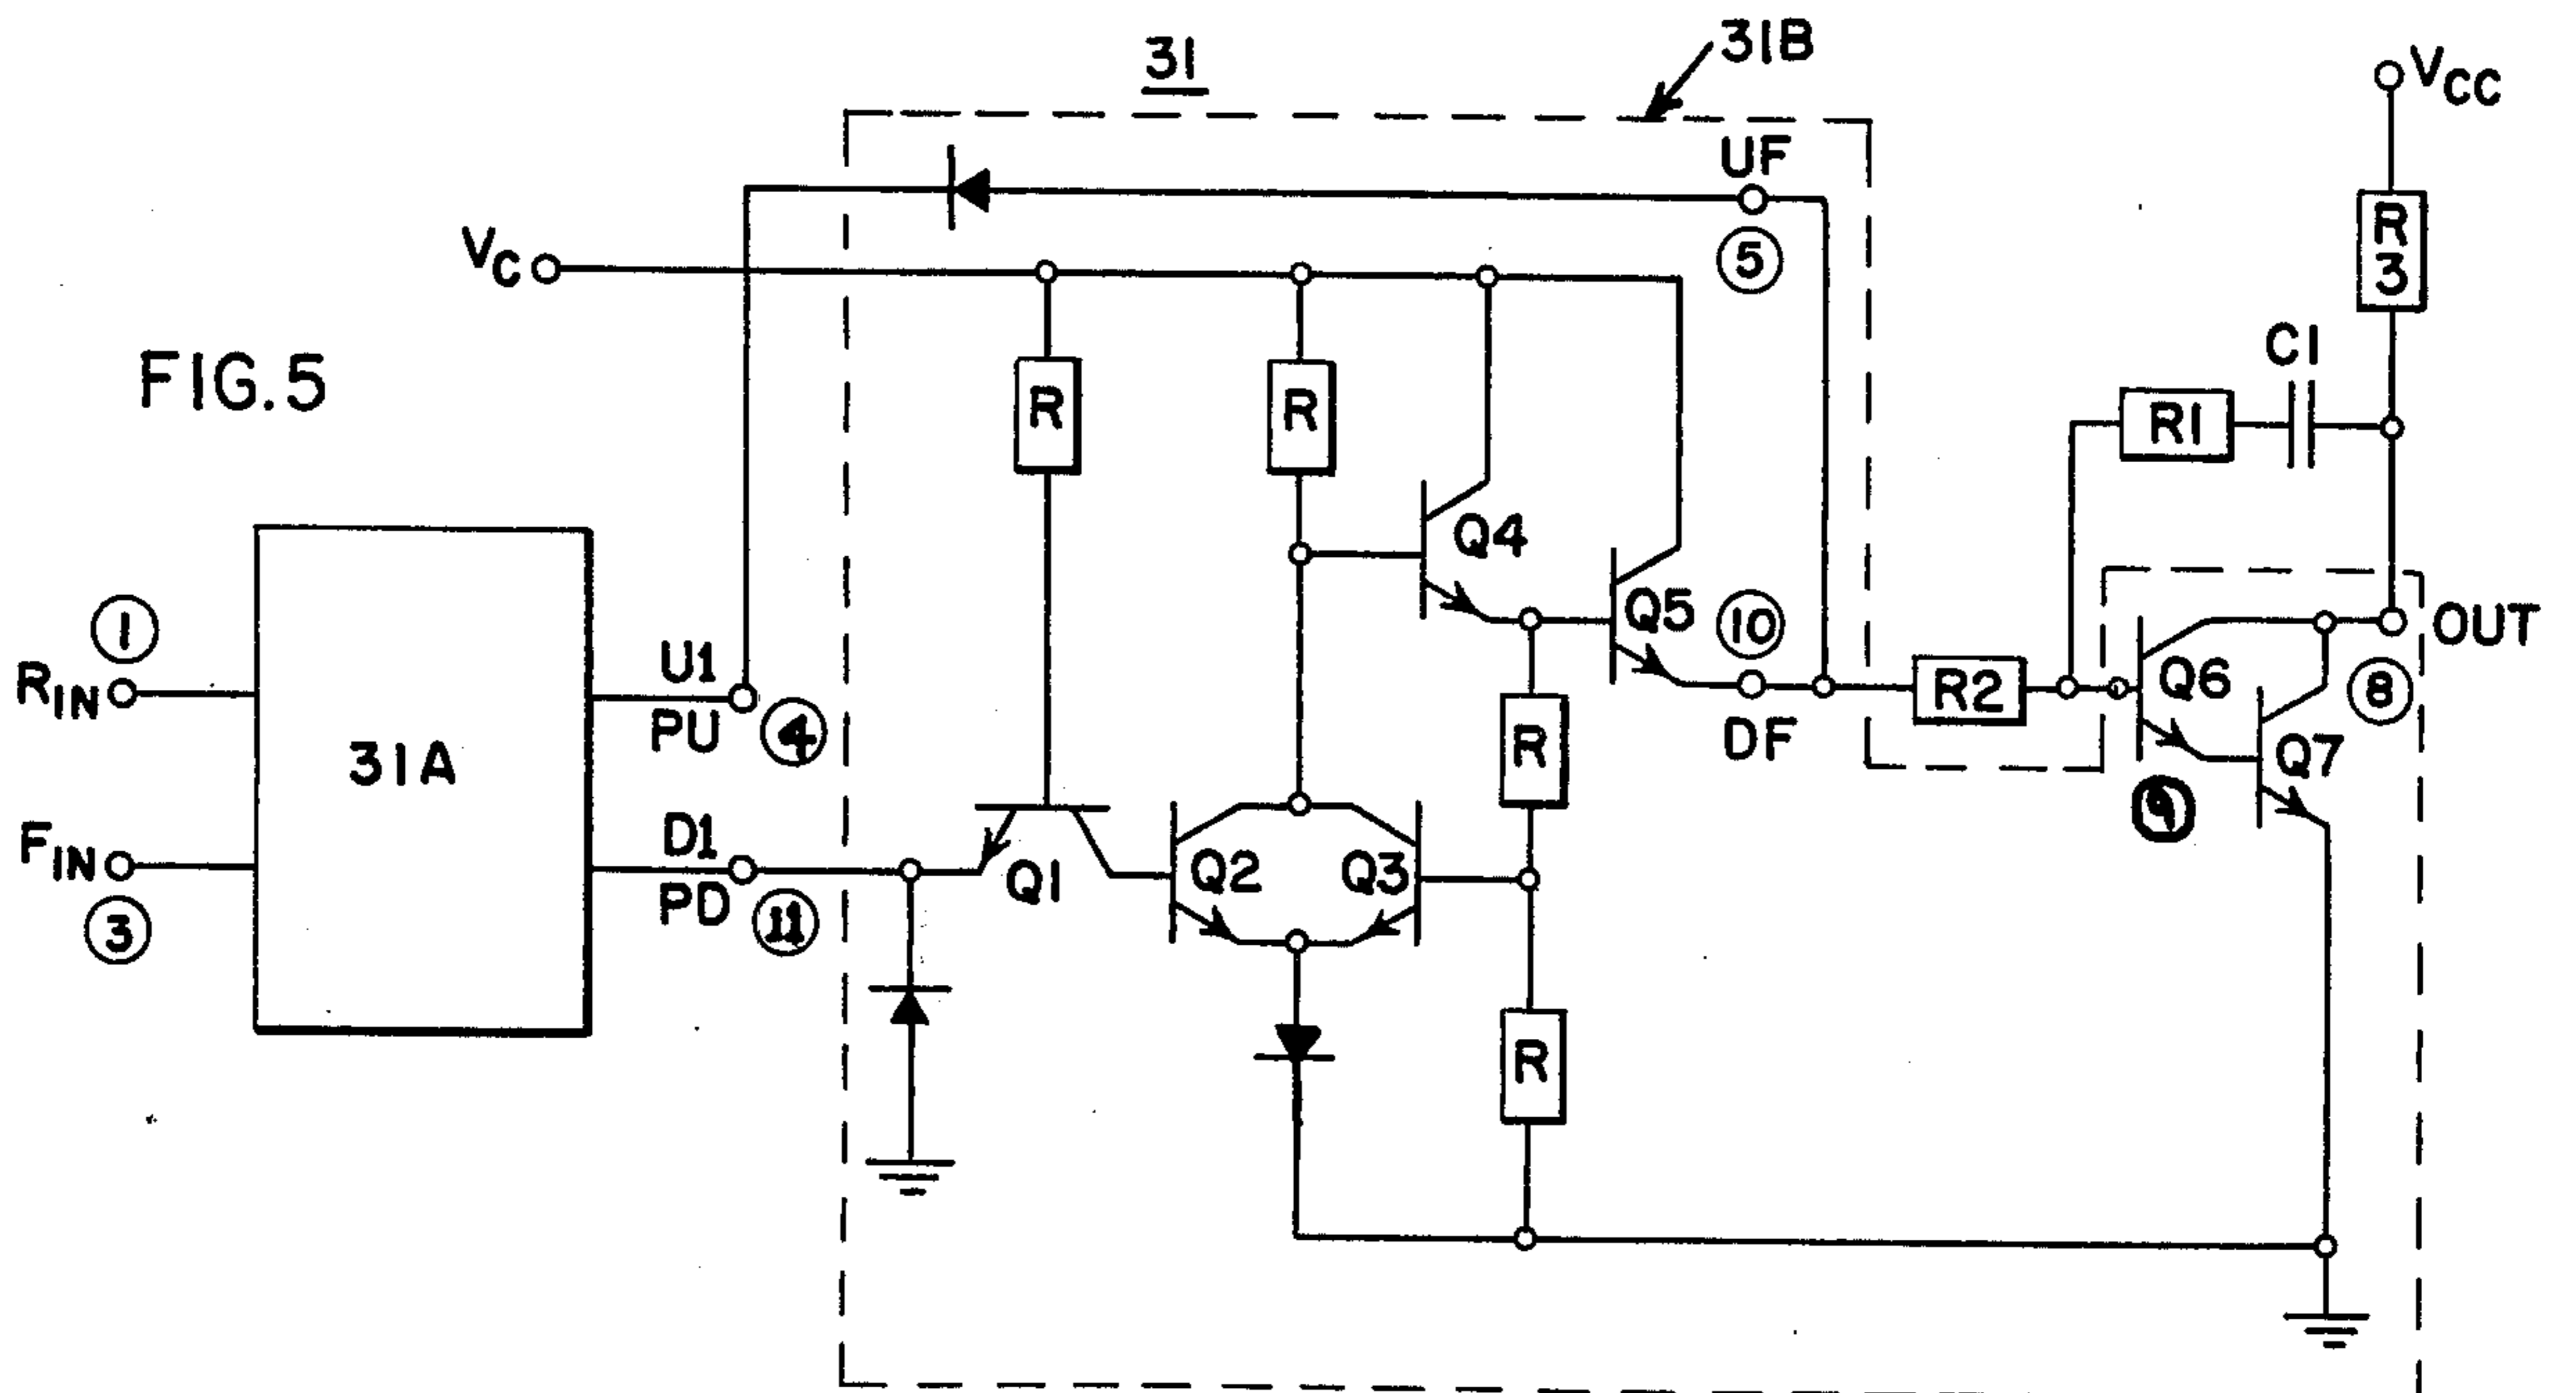 31
31B
VCC
UF
5
VC
R3
FIG.5
R
R
C1
R1
Q4
1
RIN
U1
PU
4
31A
Q5
10
DF
R2
Q6
OUT
8
Q7
9
R
FIN
3
D1
PD
11
Q1
Q2
Q3
R